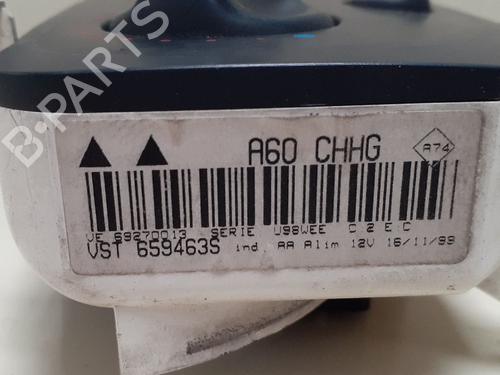 A60 CHHG
A74
VE 69270013 SERIE U98WEE C 2 E C
VST 659463S ind AA Alim 12V 16/11/99
B-PARTS